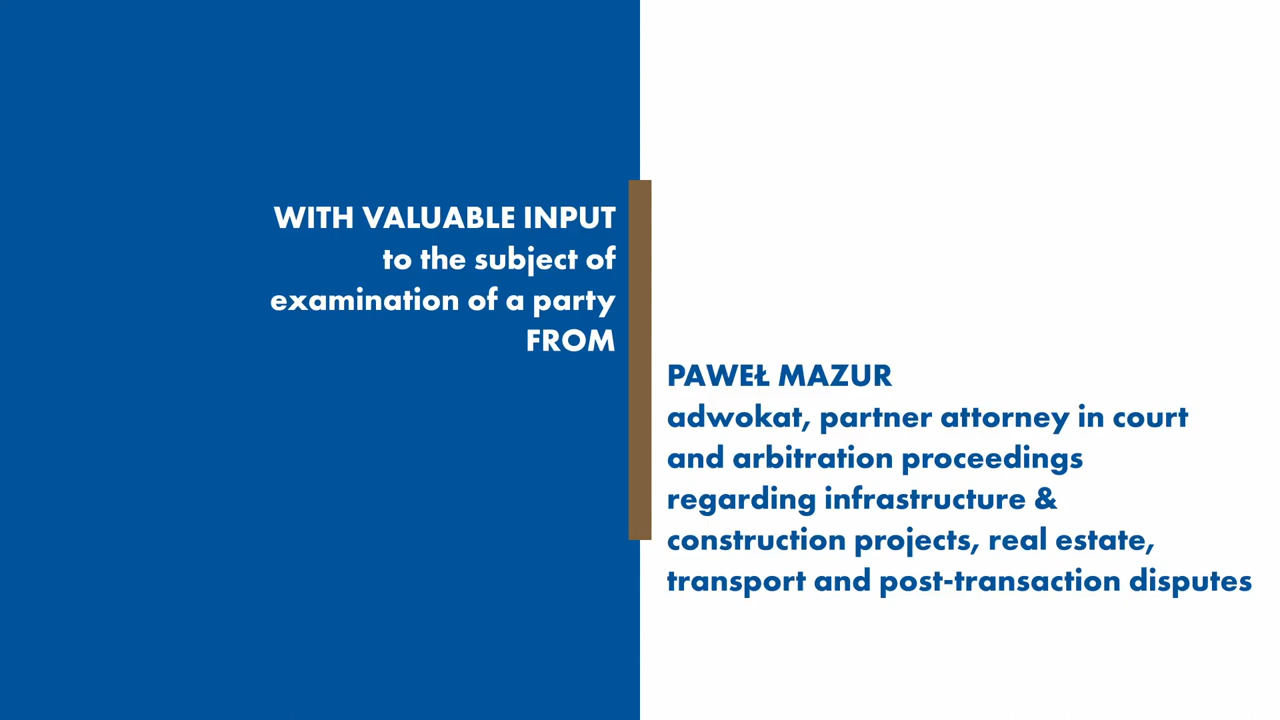 WITH VALUABLE INPUT
to the subject of
examination of a party
FROM
PAWEŁ MAZUR
adwokat, partner attorney in court
and arbitration proceedings
regarding infrastructure &
construction projects, real estate,
transport and post-transaction disputes